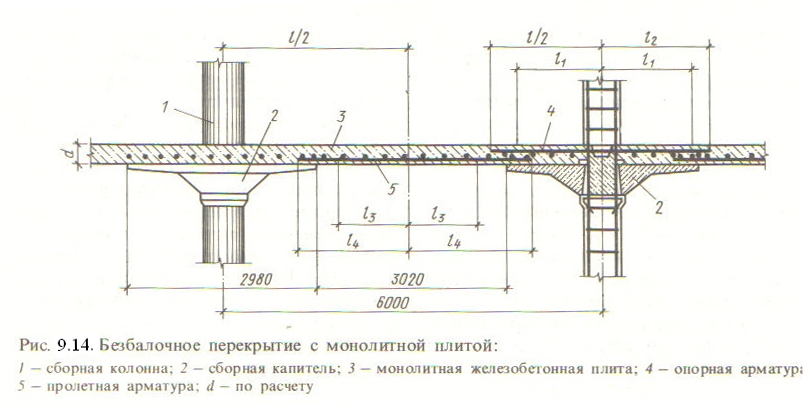 l/2
l/2
l₂
l₁
l₁
1
2
3
4
d
5
2
l₃
l₃
l₄
l₄
2980
3020
6000
Рис. 9.14. Безбалочное перекрытие с монолитной плитой:
1 – сборная колонна; 2 – сборная капитель; 3 – монолитная железобетонная плита; 4 – опорная арматура
5 – пролетная арматура; d – по расчету